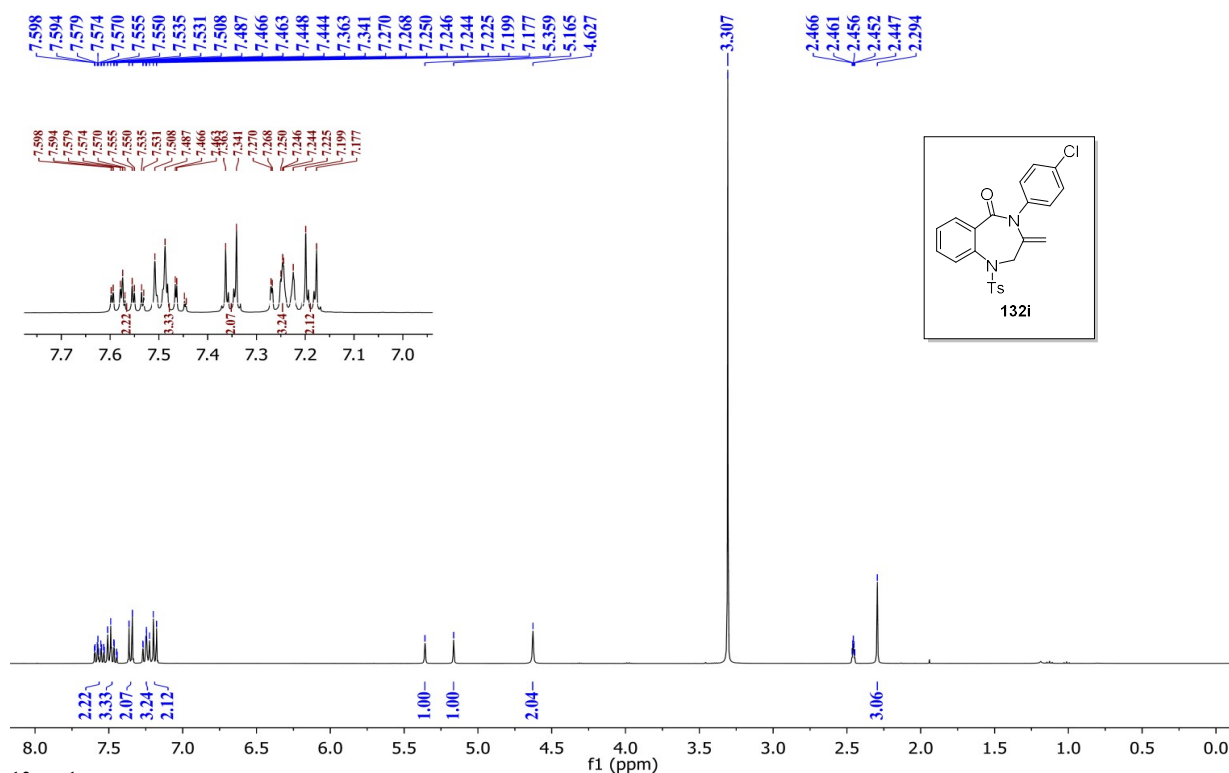 7.598 7.594 7.579 7.574 7.570 7.555 7.550 7.535 7.531 7.508 7.487 7.466 7.463 7.448 7.444 7.363 7.341 7.270 7.268 7.250 7.246 7.244 7.225 7.199 7.177 5.359 5.165 4.627 3.307 2.466 2.461 2.456 2.452 2.447 2.294
7.598 7.594 7.579 7.574 7.570 7.555 7.550 7.535 7.531 7.508 7.487 7.466 7.463 7.363 7.341 7.270 7.268 7.250 7.246 7.244 7.225 7.199 7.177
Cl
O
N
N
Ts
132i
2.22 3.33 2.07 3.24 2.12
7.7 7.6 7.5 7.4 7.3 7.2 7.1 7.0
2.22 3.33 2.07 3.24 2.12 1.00 1.00 2.04 3.06
8.0 7.5 7.0 6.5 6.0 5.5 5.0 4.5 4.0 3.5 3.0 2.5 2.0 1.5 1.0 0.5 0.0
f1 (ppm)